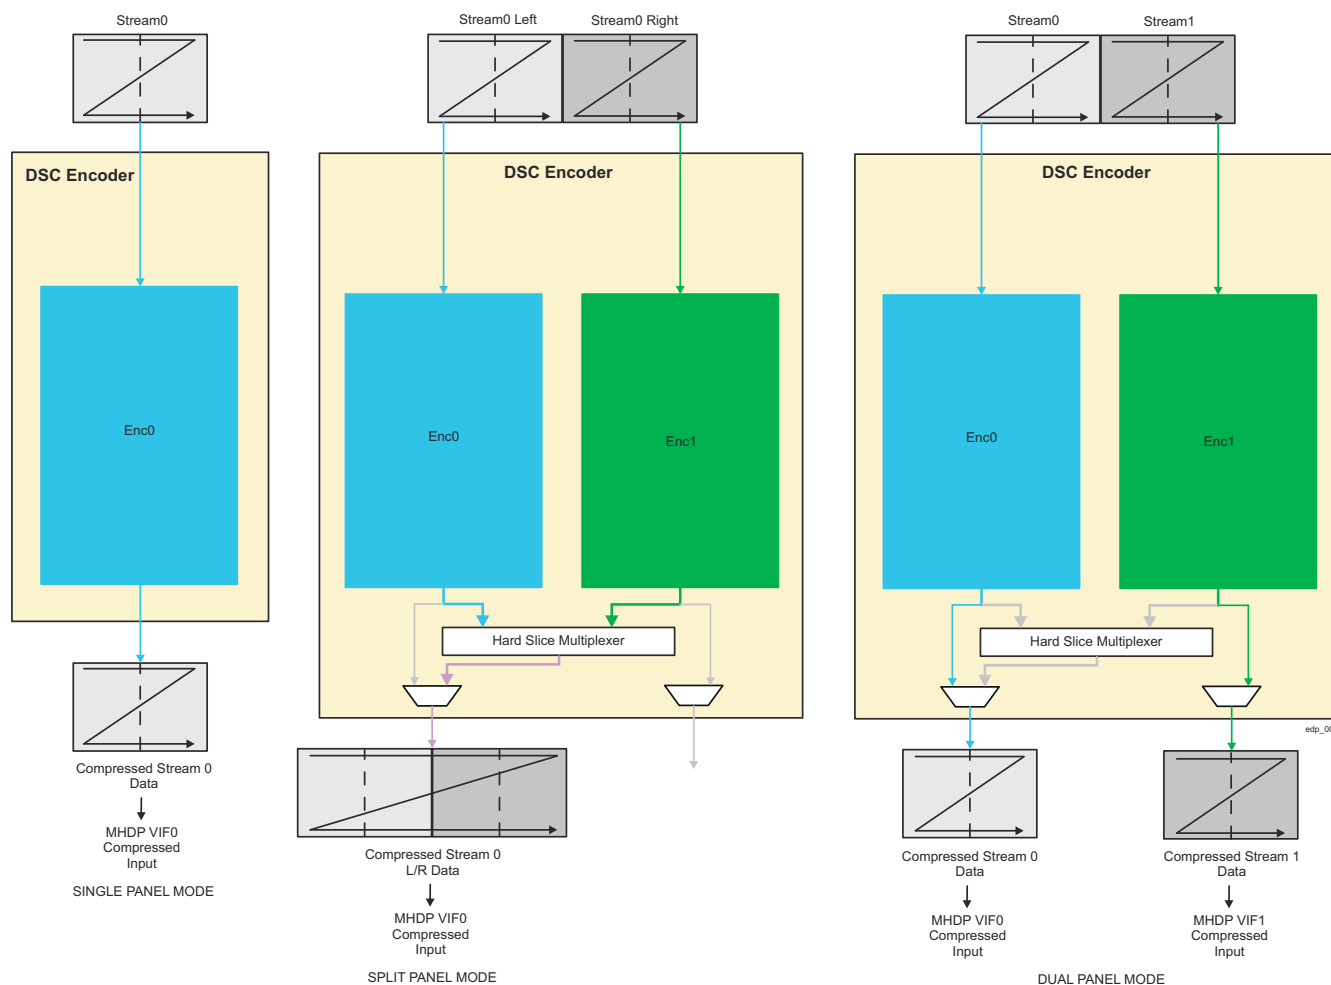 Stream0
DSC Encoder
Enc0
Compressed Stream 0
Data
MHDP VIF0
Compressed
Input
SINGLE PANEL MODE
Stream0 Left
Stream0 Right
DSC Encoder
Enc0
Enc1
Hard Slice Multiplexer
Compressed Stream 0
L/R Data
MHDP VIF0
Compressed
Input
SPLIT PANEL MODE
Stream0
Stream1
DSC Encoder
Enc0
Enc1
Hard Slice Multiplexer
edp_00
Compressed Stream 0
Data
MHDP VIF0
Compressed
Input
Compressed Stream 1
Data
MHDP VIF1
Compressed
Input
DUAL PANEL MODE